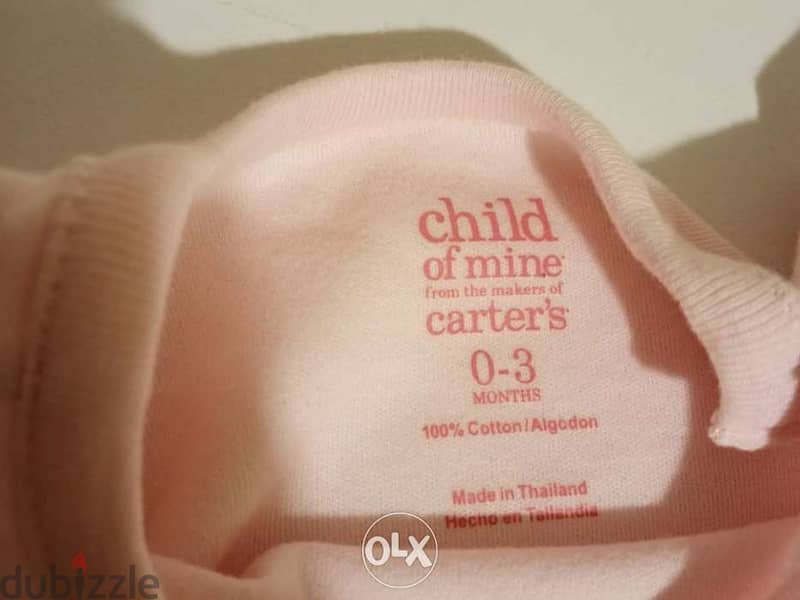 child
of mine
from the makers of
carter's
0-3
MONTHS
100% Cotton/Algodon
Made in Thailand
Hecho en Tailandia
OLX
dubizzle